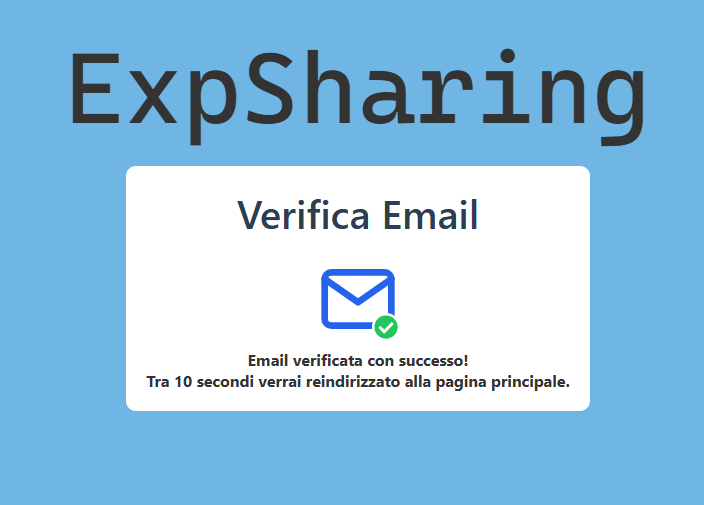 ExpSharing
Verifica Email
Email verificata con successo!
Tra 10 secondi verrai reindirizzato alla pagina principale.